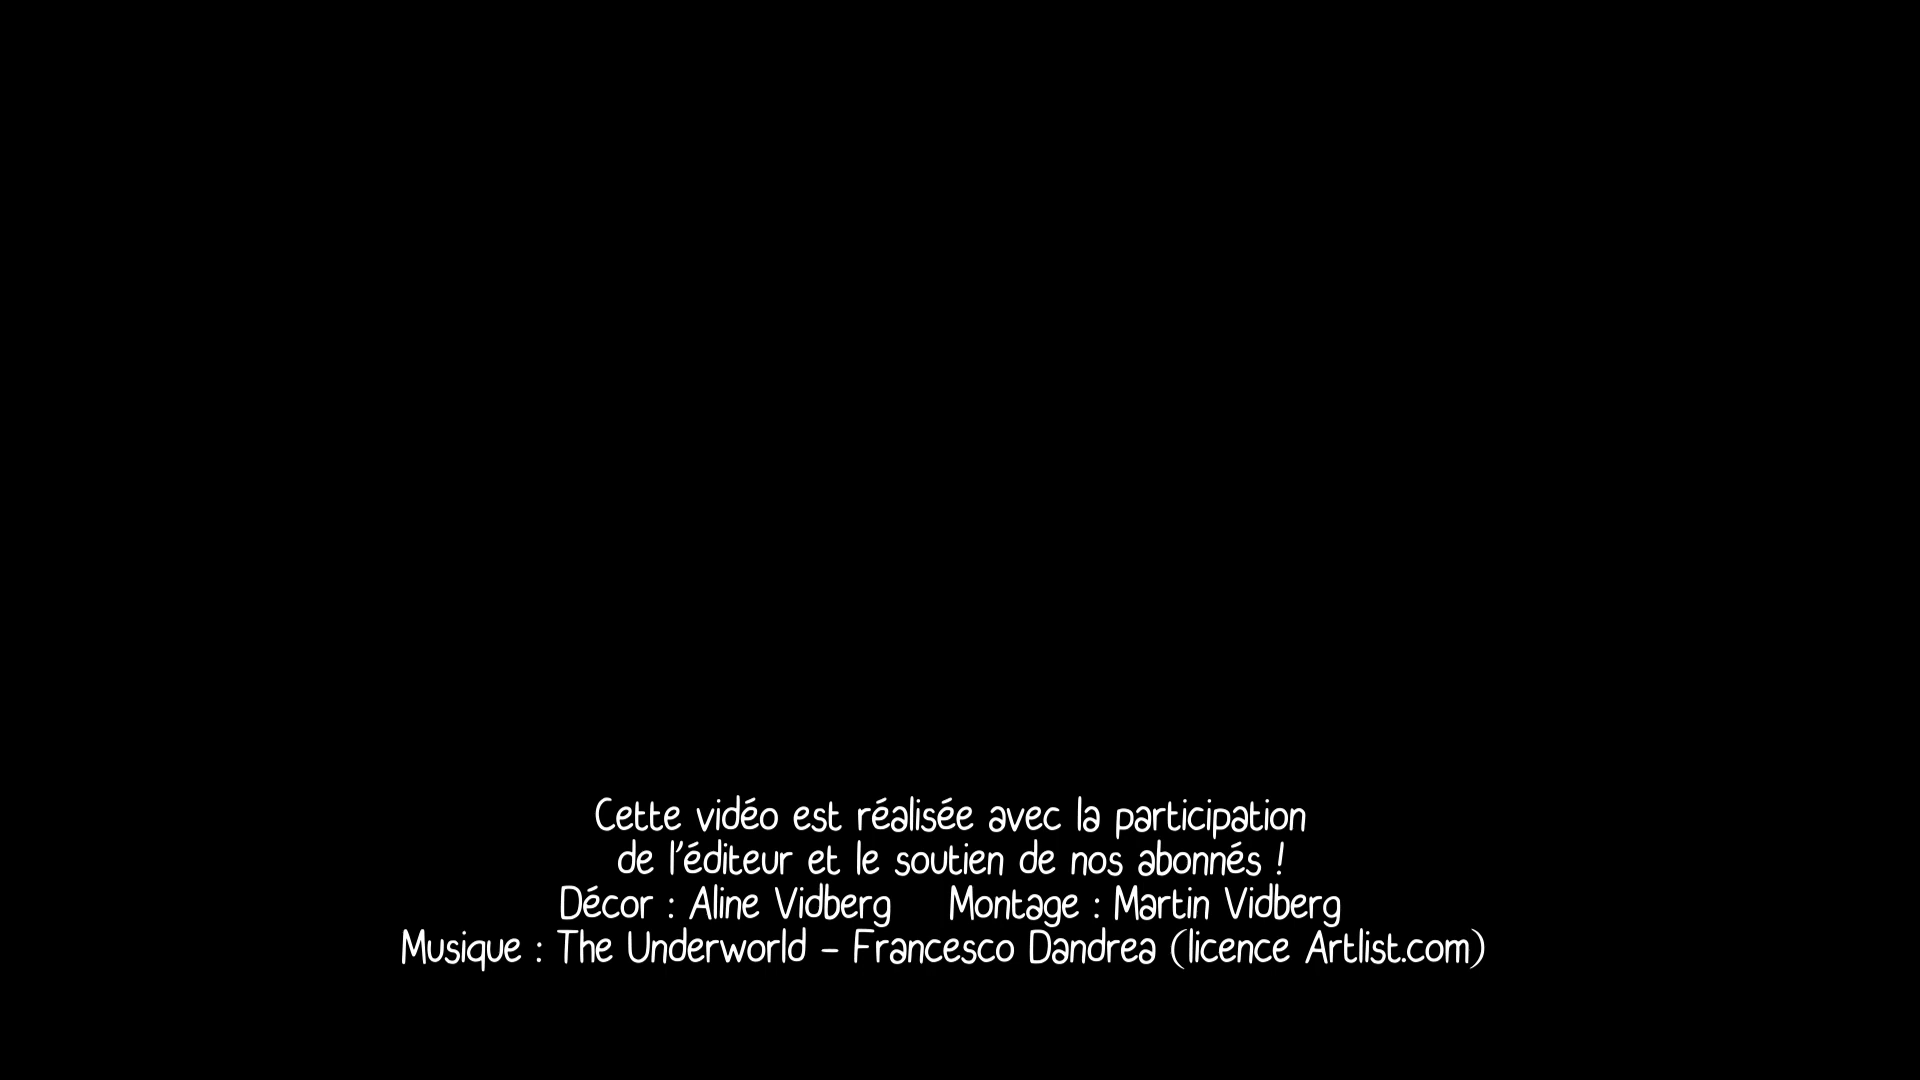 Cette vidéo est réalisée avec la participation
de l'éditeur et le soutien de nos abonnés !
Décor : Aline Vidberg Montage : Martin Vidberg
Musique : The Underworld - Francesco Dandrea (licence Artlist.com)